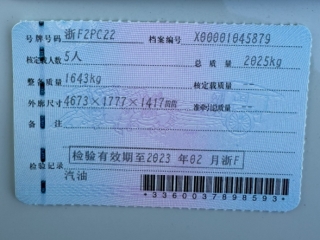 号牌号码 浙F2PC22 档案编号 X00001045879
核定载人数 5人 总质量 2025kg
整备质量 1643kg 核定载质量 --
外廓尺寸 4673×1777×1417mm 准牵引总质量 --
备注
检验记录 检验有效期至2023年02月浙F
汽油
*3360037898593*